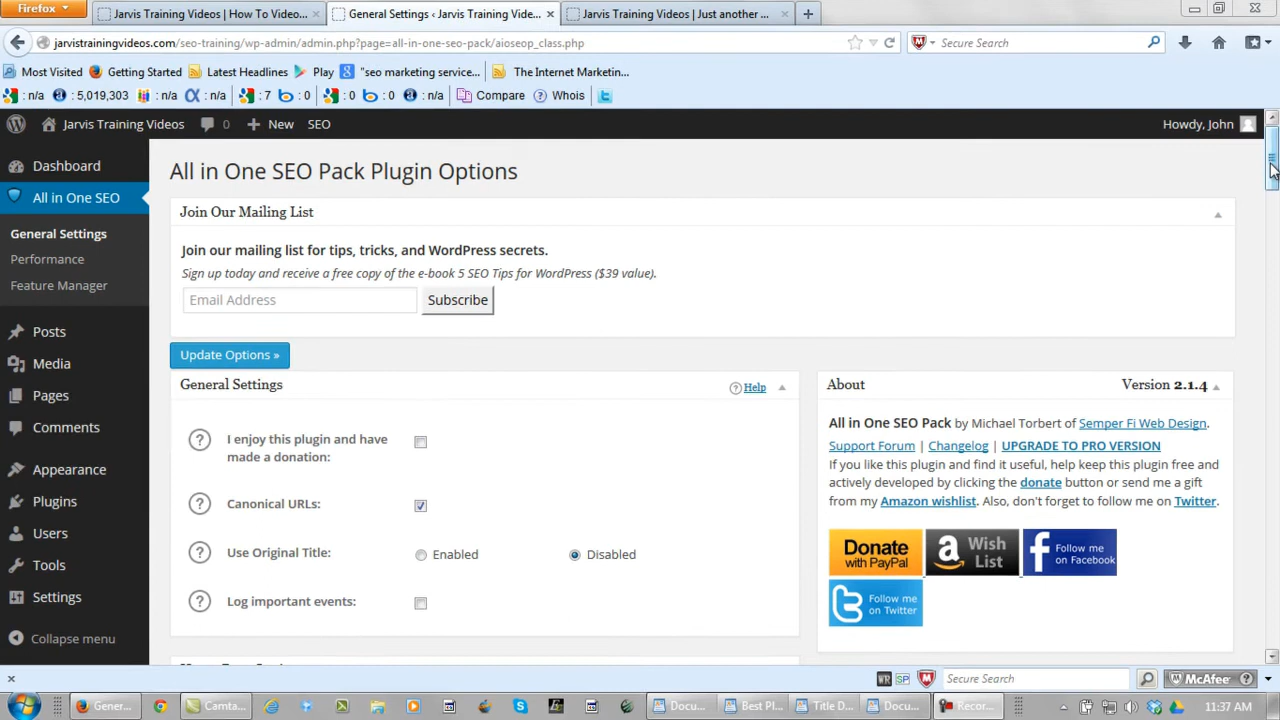 Firefox
Jarvis Training Videos | How To Video...
General Settings ‹ Jarvis Training Vide...
Jarvis Training Videos | Just another ...
jarvistrainingvideos.com/seo-training/wp-admin/admin.php?page=all-in-one-seo-pack/aioseop_class.php
Secure Search
Most Visited
Getting Started
Latest Headlines
Play
"seo marketing service...
The Internet Marketin...
: n/a
: 5,019,303
: n/a
: n/a
: 7
: 0
: 0
: 0
: n/a
Compare
Whois
Jarvis Training Videos
0
New
SEO
Howdy, John
Dashboard
All in One SEO
General Settings
Performance
Feature Manager
Posts
Media
Pages
Comments
Appearance
Plugins
Users
Tools
Settings
Collapse menu
All in One SEO Pack Plugin Options
Join Our Mailing List
Join our mailing list for tips, tricks, and WordPress secrets.
Sign up today and receive a free copy of the e-book 5 SEO Tips for WordPress ($39 value).
Email Address
Subscribe
Update Options »
General Settings
Help
I enjoy this plugin and have
made a donation:
Canonical URLs:
Use Original Title:
Enabled
Disabled
Log important events:
About
Version 2.1.4
All in One SEO Pack by Michael Torbert of Semper Fi Web Design.
Support Forum | Changelog | UPGRADE TO PRO VERSION
If you like this plugin and find it useful, help keep this plugin free and
actively developed by clicking the donate button or send me a gift
from my Amazon wishlist. Also, don't forget to follow me on Twitter.
Donate
with PayPal
Wish
List
Follow me
on Facebook
Follow me
on Twitter
WR
SP
Secure Search
McAfee
Gener...
Camta...
Docu...
Best Pl...
Title D...
Docu...
Recor...
11:37 AM